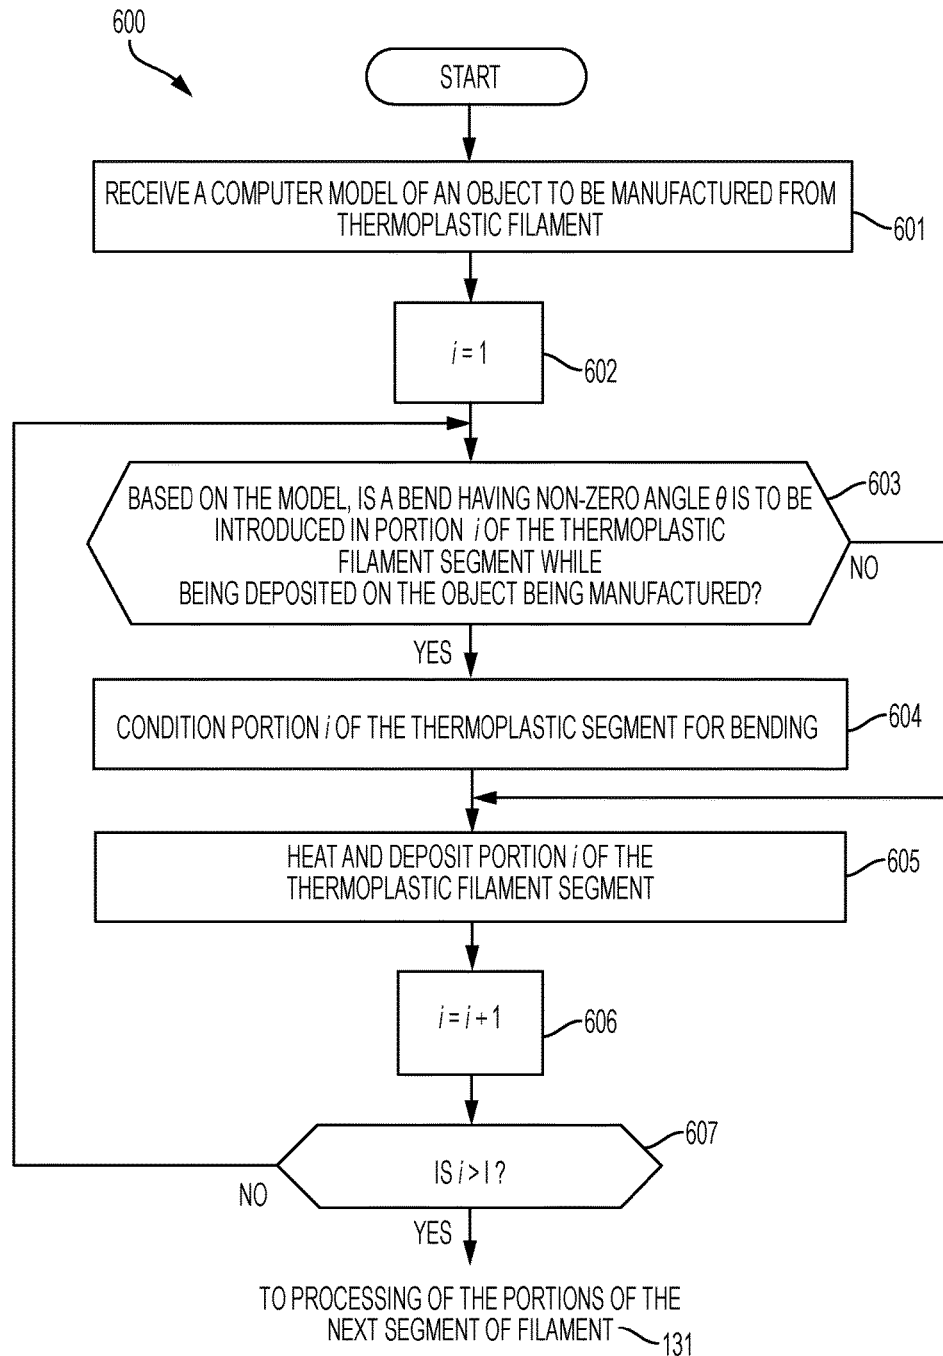 600
START
RECEIVE A COMPUTER MODEL OF AN OBJECT TO BE MANUFACTURED FROM
THERMOPLASTIC FILAMENT
601
i = 1
602
BASED ON THE MODEL, IS A BEND HAVING NON-ZERO ANGLE θ IS TO BE
INTRODUCED IN PORTION i OF THE THERMOPLASTIC
FILAMENT SEGMENT WHILE
BEING DEPOSITED ON THE OBJECT BEING MANUFACTURED?
603
NO
YES
CONDITION PORTION i OF THE THERMOPLASTIC SEGMENT FOR BENDING
604
HEAT AND DEPOSIT PORTION i OF THE
THERMOPLASTIC FILAMENT SEGMENT
605
i = i + 1
606
IS i > I ?
607
NO
YES
TO PROCESSING OF THE PORTIONS OF THE
NEXT SEGMENT OF FILAMENT
131